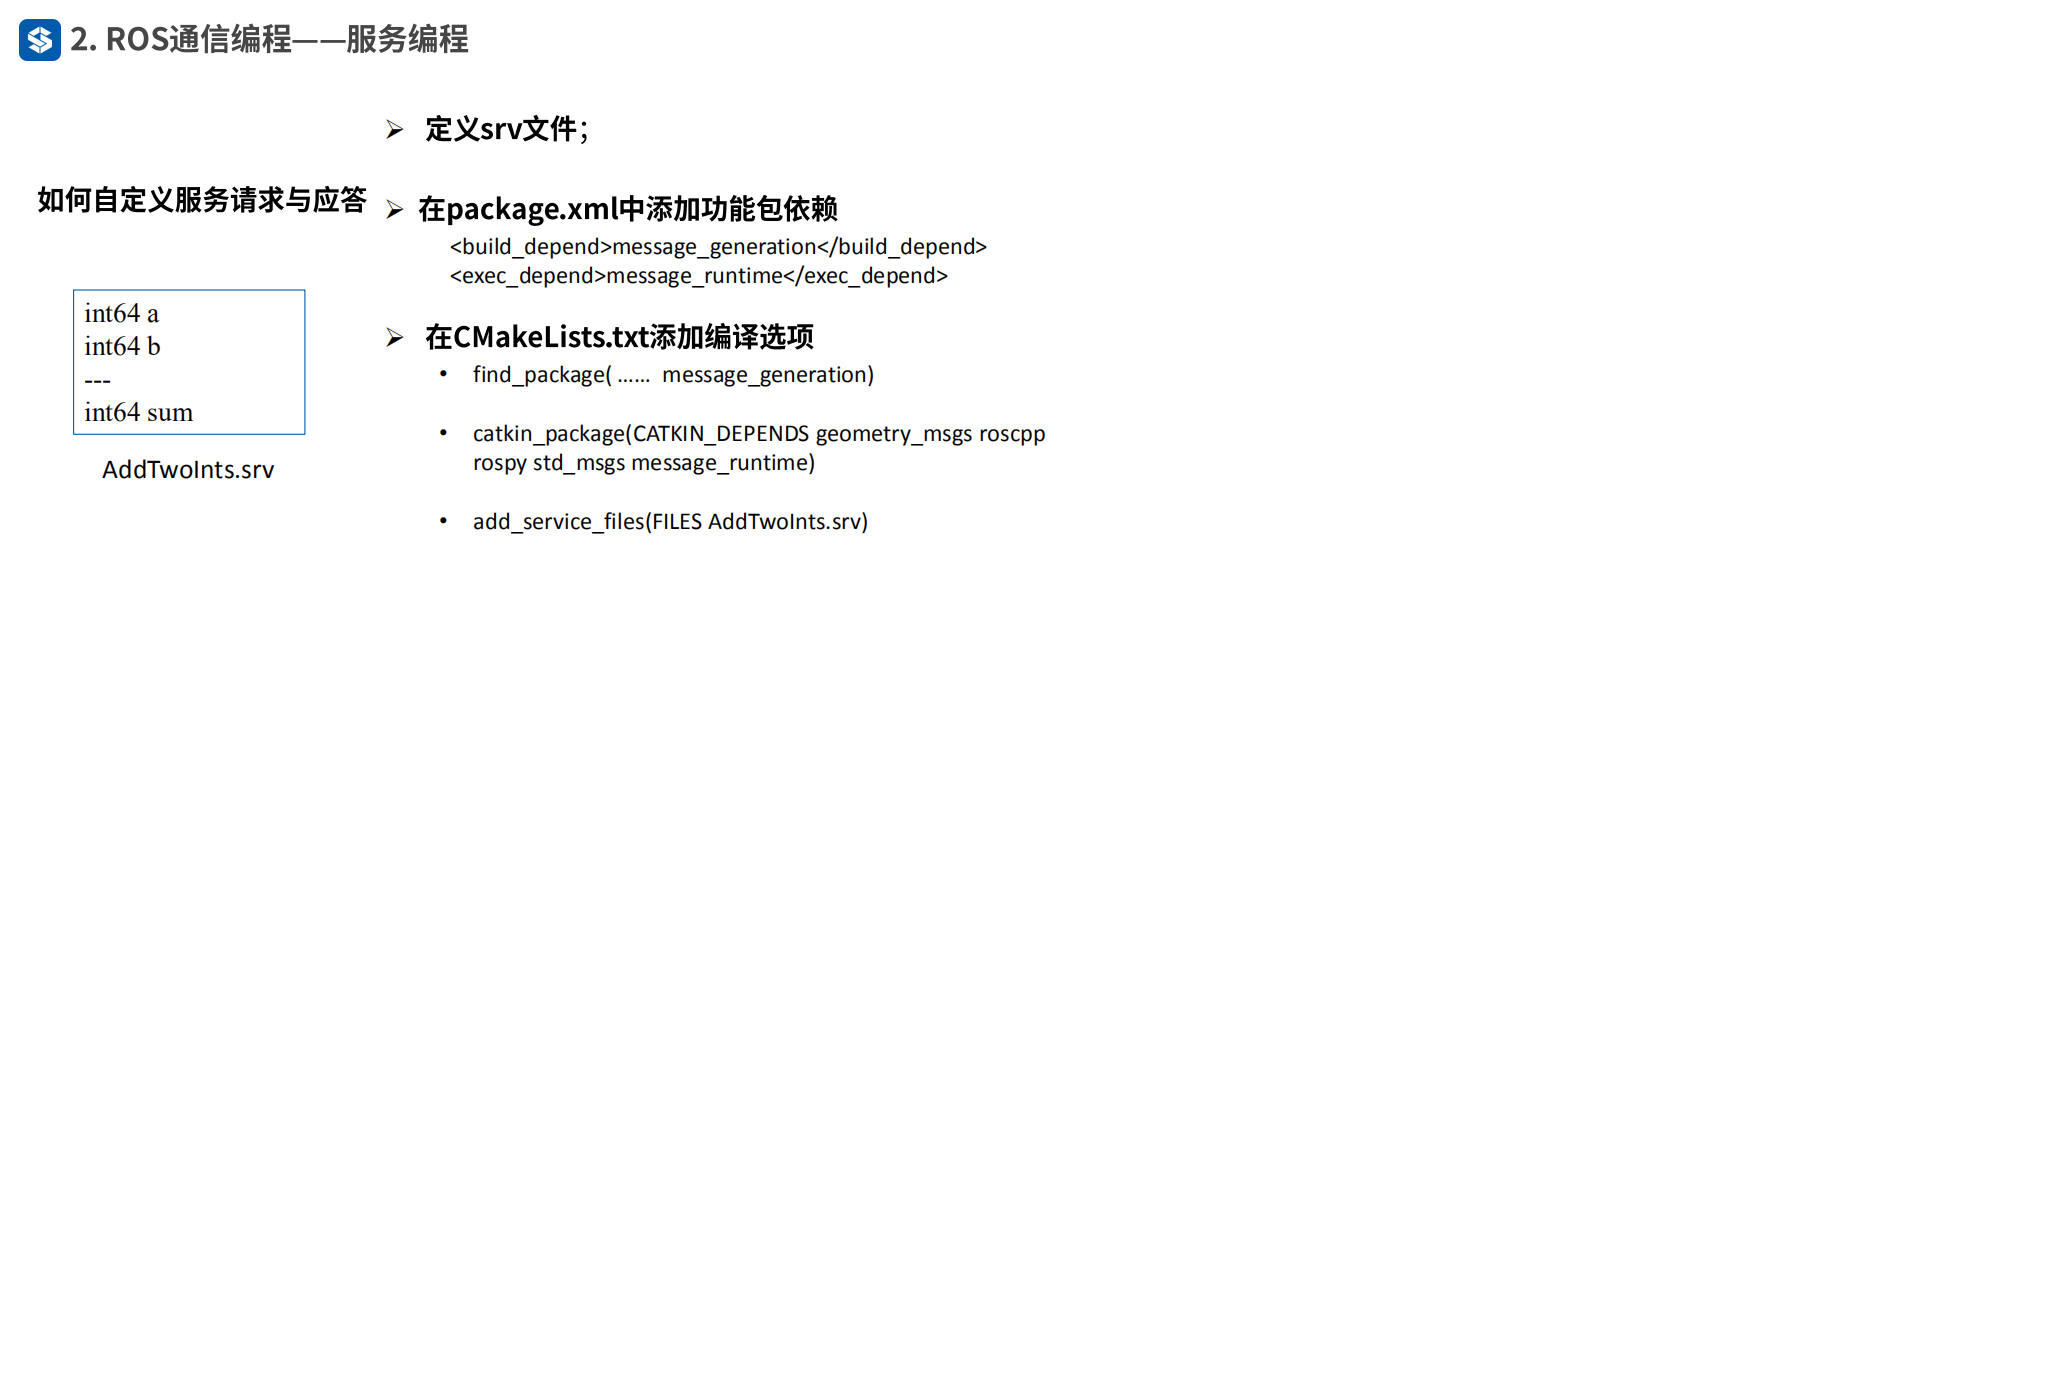 2. ROS通信编程——服务编程
如何自定义服务请求与应答
int64 a
int64 b
---
int64 sum
AddTwoInts.srv
➢ 定义srv文件；
➢ 在package.xml中添加功能包依赖
<build_depend>message_generation</build_depend>
<exec_depend>message_runtime</exec_depend>
➢ 在CMakeLists.txt添加编译选项
• find_package( …… message_generation)
• catkin_package(CATKIN_DEPENDS geometry_msgs roscpp
rospy std_msgs message_runtime)
• add_service_files(FILES AddTwoInts.srv)